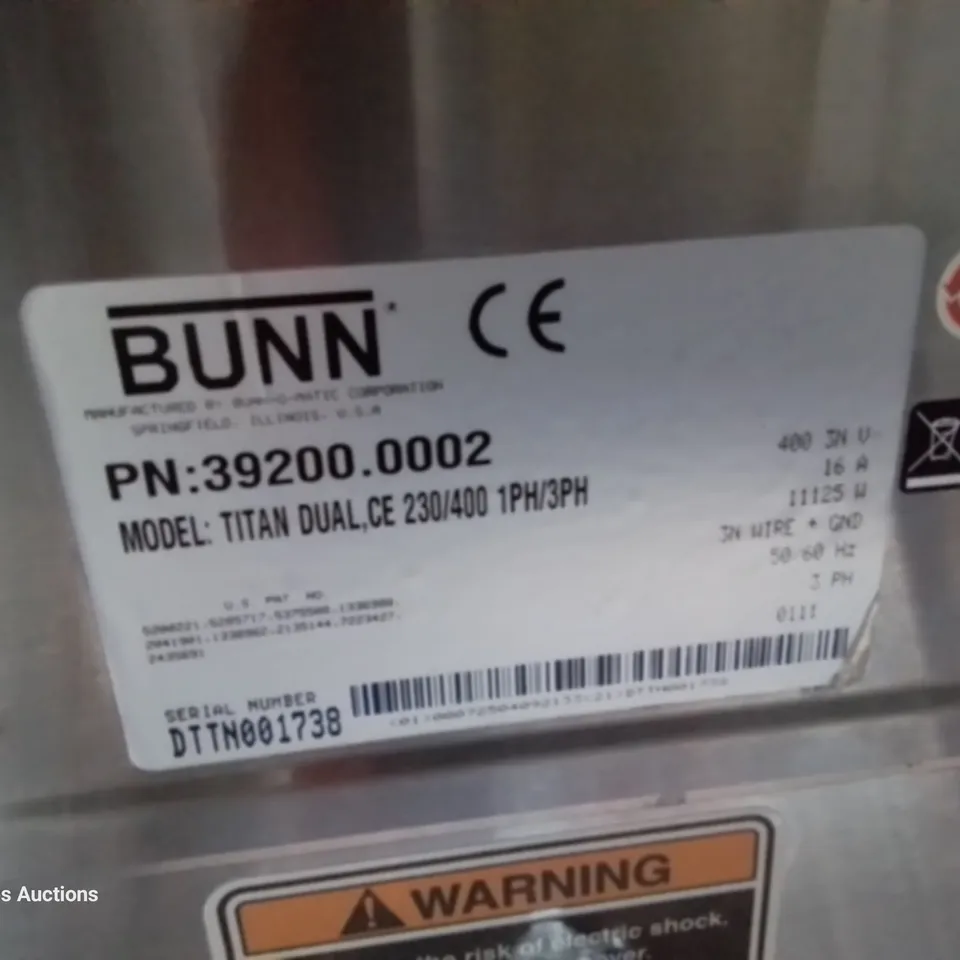 BUNN
CE
MANUFACTURED BY BUNN-O-MATIC CORPORATION
SPRINGFIELD, ILLINOIS, U.S.A
PN:39200.0002
MODEL: TITAN DUAL,CE 230/400 1PH/3PH
400 3N V~
16 A
11125 W
3N WIRE + GND
50/60 Hz
3 PH
U.S PAT NO.
SERIAL NUMBER
DTTN001738
s Auctions
WARNING
the risk of electric shock,